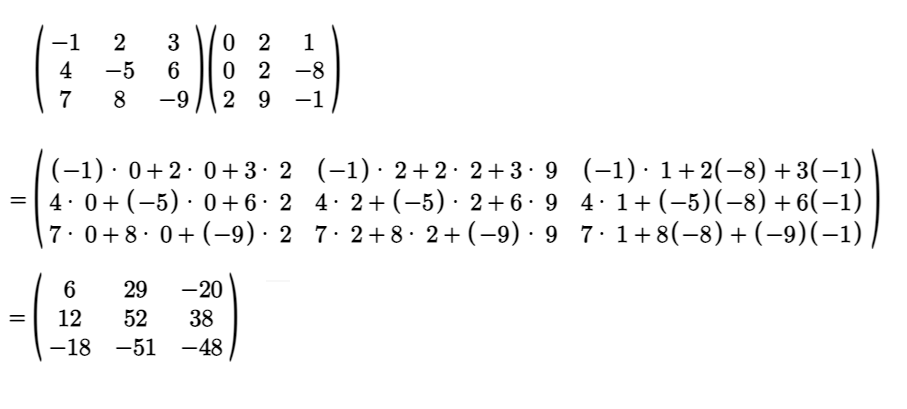 ( −1 2 3 ) ( 0 2 1 )
( 4 −5 6 ) ( 0 2 −8 )
( 7 8 −9 ) ( 2 9 −1 )
= ( (−1)· 0+2· 0+3· 2 (−1)· 2+2· 2+3· 9 (−1)· 1+2(−8)+3(−1) )
( 4· 0+(−5)· 0+6· 2 4· 2+(−5)· 2+6· 9 4· 1+(−5)(−8)+6(−1) )
( 7· 0+8· 0+(−9)· 2 7· 2+8· 2+(−9)· 9 7· 1+8(−8)+(−9)(−1) )
= ( 6 29 −20 )
( 12 52 38 )
( −18 −51 −48 )